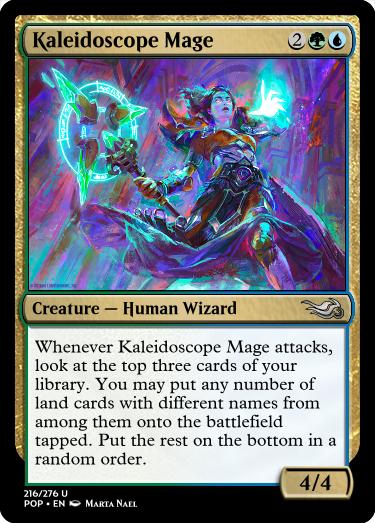 Kaleidoscope Mage 2
Creature — Human Wizard
Whenever Kaleidoscope Mage attacks,
look at the top three cards of your
library. You may put any number of
land cards with different names from
among them onto the battlefield
tapped. Put the rest on the bottom in a
random order.
4/4
216/276 U
POP • EN Marta Nael